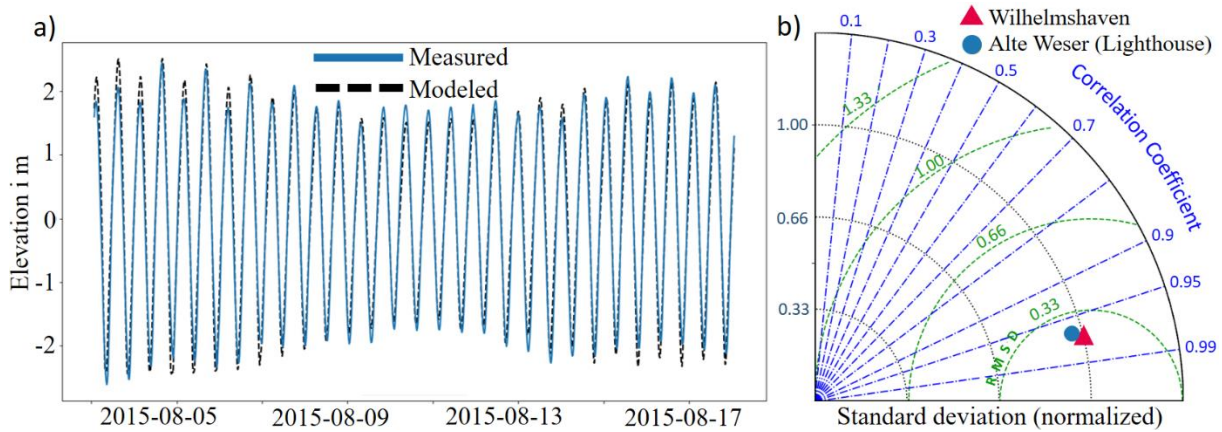 a)
Measured
Modeled
Elevation i m
2
1
0
-1
-2
2015-08-05
2015-08-09
2015-08-13
2015-08-17
b)
Wilhelmshaven
Alte Weser (Lighthouse)
Correlation Coefficient
0.1
0.3
0.5
0.7
0.9
0.95
0.99
1.00
0.66
0.33
1.33
1.00
0.66
0.33
RMSD
Standard deviation (normalized)